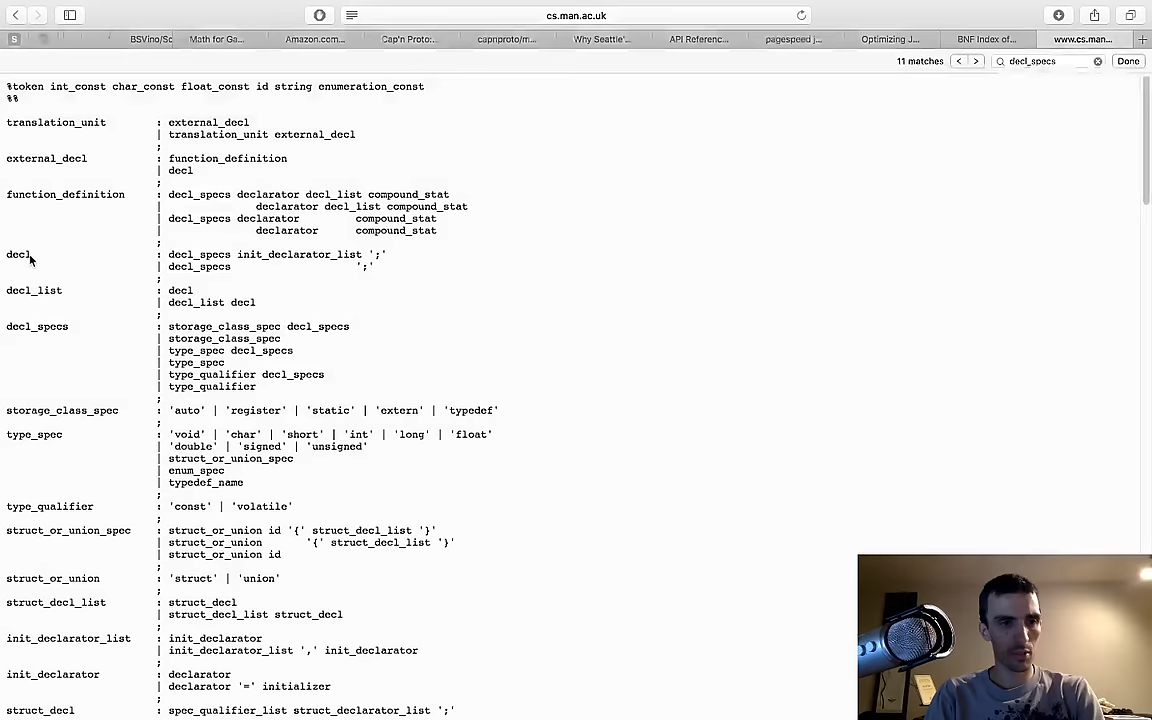 cs.man.ac.uk
S BSVino/Sc Math for Ga... Amazon.com... Cap'n Proto:... capnproto/m... Why Seattle'... API Referenc... pagespeed j... Optimizing J... BNF Index of... www.cs.man...
11 matches decl_specs Done
%token int_const char_const float_const id string enumeration_const
%%
translation_unit : external_decl
| translation_unit external_decl
;
external_decl : function_definition
| decl
;
function_definition : decl_specs declarator decl_list compound_stat
| declarator decl_list compound_stat
| decl_specs declarator compound_stat
| declarator compound_stat
;
decl : decl_specs init_declarator_list ';'
| decl_specs ';'
;
decl_list : decl
| decl_list decl
;
decl_specs : storage_class_spec decl_specs
| storage_class_spec
| type_spec decl_specs
| type_spec
| type_qualifier decl_specs
| type_qualifier
;
storage_class_spec : 'auto' | 'register' | 'static' | 'extern' | 'typedef'
;
type_spec : 'void' | 'char' | 'short' | 'int' | 'long' | 'float'
| 'double' | 'signed' | 'unsigned'
| struct_or_union_spec
| enum_spec
| typedef_name
;
type_qualifier : 'const' | 'volatile'
;
struct_or_union_spec : struct_or_union id '{' struct_decl_list '}'
| struct_or_union '{' struct_decl_list '}'
| struct_or_union id
;
struct_or_union : 'struct' | 'union'
;
struct_decl_list : struct_decl
| struct_decl_list struct_decl
;
init_declarator_list : init_declarator
| init_declarator_list ',' init_declarator
;
init_declarator : declarator
| declarator '=' initializer
;
struct_decl : spec_qualifier_list struct_declarator_list ';'